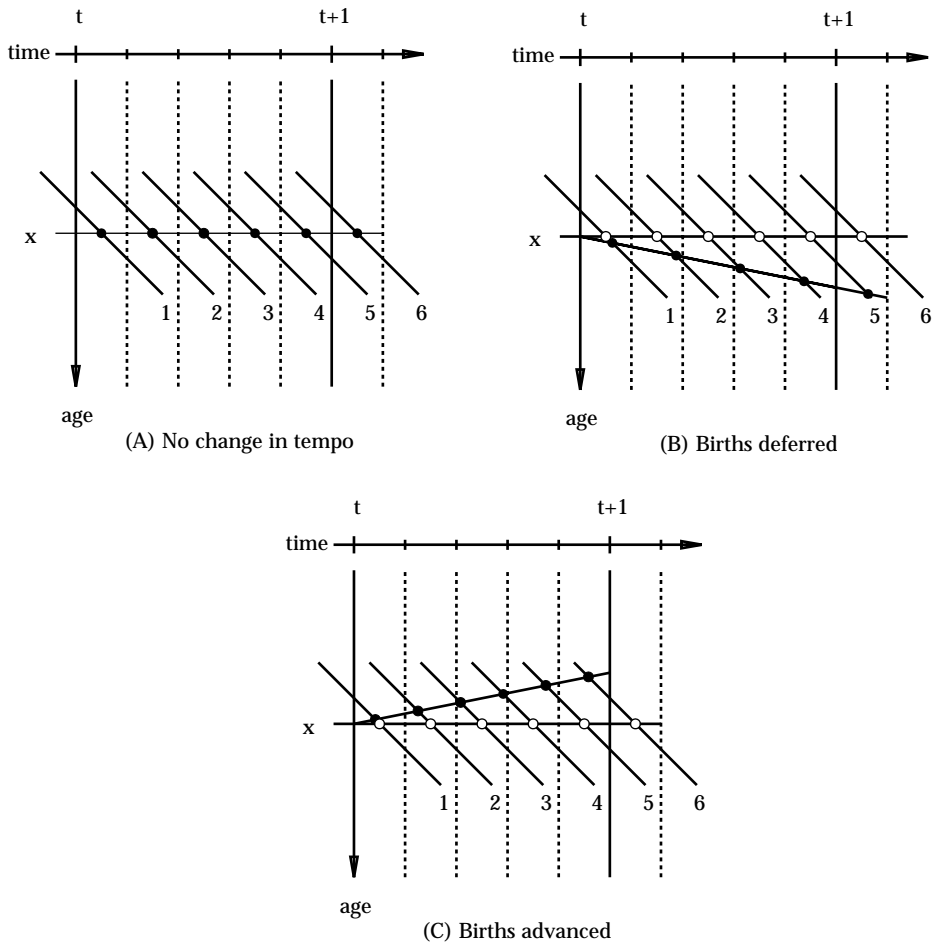 t t+1
time
x
1 2 3 4 5 6
age
(A) No change in tempo
t t+1
time
x
1 2 3 4 5 6
age
(B) Births deferred
t t+1
time
x
1 2 3 4 5 6
age
(C) Births advanced